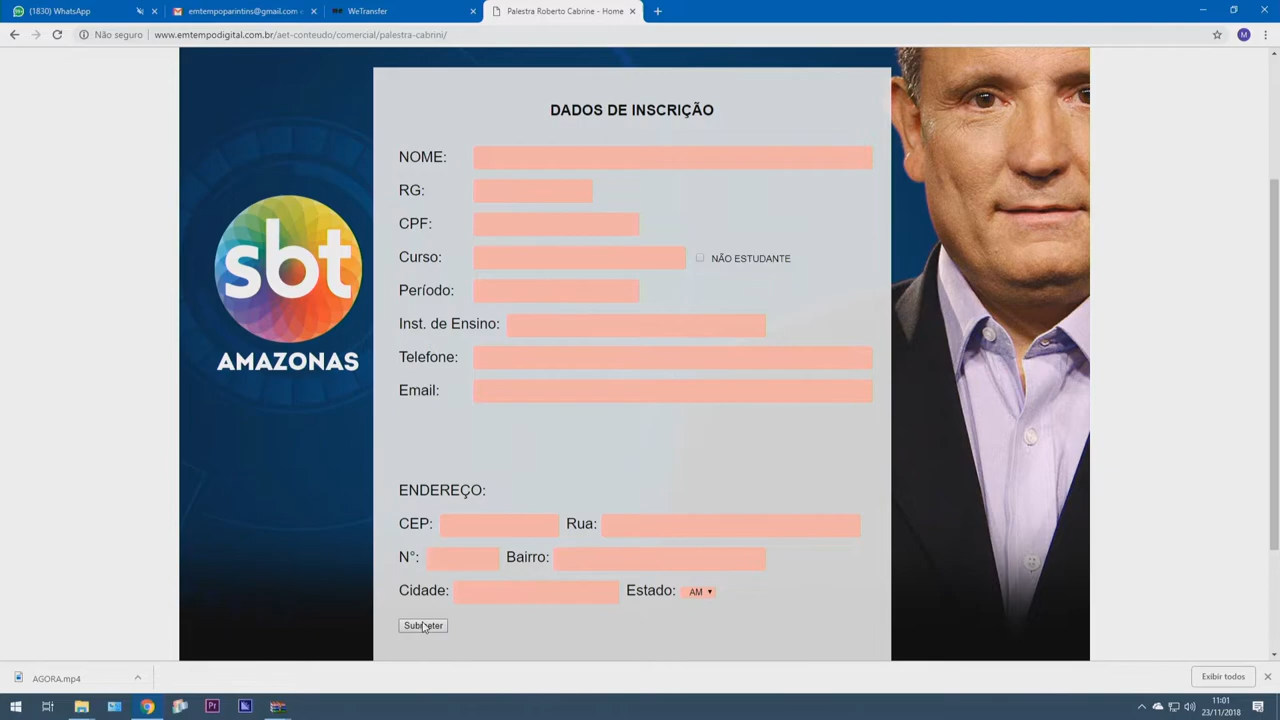 (1830) WhatsApp
emtempoparintins@gmail.com
WeTransfer
Palestra Roberto Cabrine - Home
Não seguro
www.emtempodigital.com.br/aet-conteudo/comercial/palestra-cabrini/
M
DADOS DE INSCRIÇÃO
NOME:
RG:
CPF:
Curso:
NÃO ESTUDANTE
Período:
Inst. de Ensino:
Telefone:
Email:
ENDEREÇO:
CEP:
Rua:
N°:
Bairro:
Cidade:
Estado:
AM
Submeter
sbt
AMAZONAS
AGORA.mp4
Exibir todos
Pr
11:01
23/11/2018